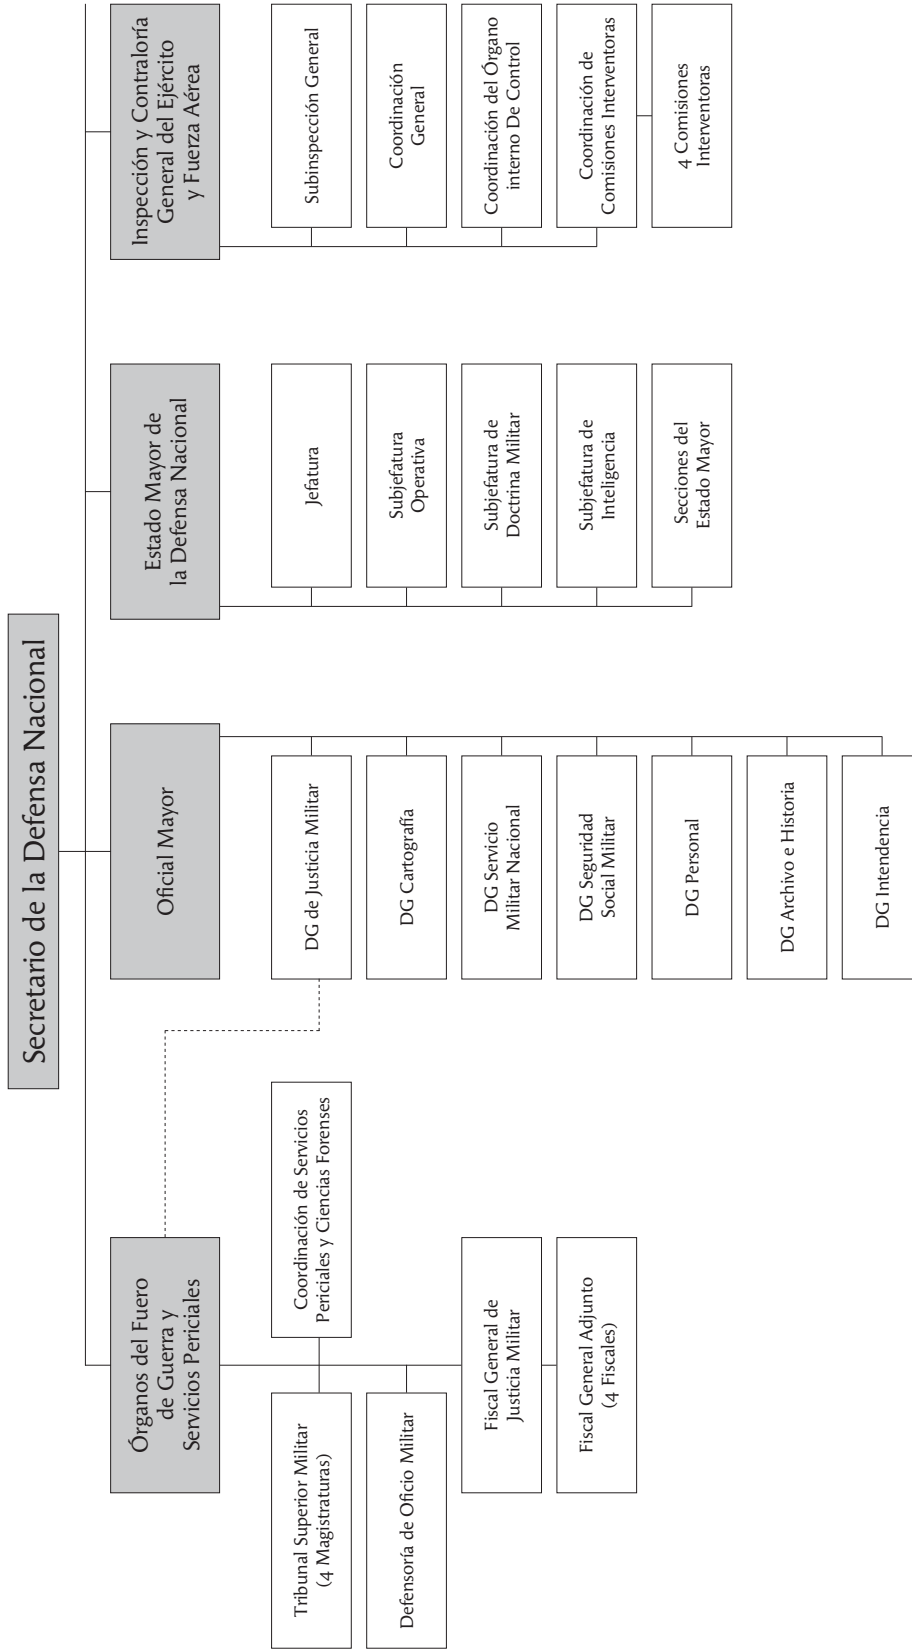 Secretario de la Defensa Nacional
Órganos del Fuero
de Guerra y
Servicios Periciales
Tribunal Superior Militar
(4 Magistraturas)
Coordinación de Servicios
Periciales y Ciencias Forenses
Defensoría de Oficio Militar
Fiscal General de
Justicia Militar
Fiscal General Adjunto
(4 Fiscales)
Oficial Mayor
DG de Justicia Militar
DG Cartografía
DG Servicio
Militar Nacional
DG Seguridad
Social Militar
DG Personal
DG Archivo e Historia
DG Intendencia
Estado Mayor de
la Defensa Nacional
Jefatura
Subjefatura
Operativa
Subjefatura de
Doctrina Militar
Subjefatura de
Inteligencia
Secciones del
Estado Mayor
Inspección y Contraloría
General del Ejército
y Fuerza Aérea
Subinspección General
Coordinación
General
Coordinación del Órgano
interno De Control
Coordinación de
Comisiones Interventoras
4 Comisiones
Interventoras